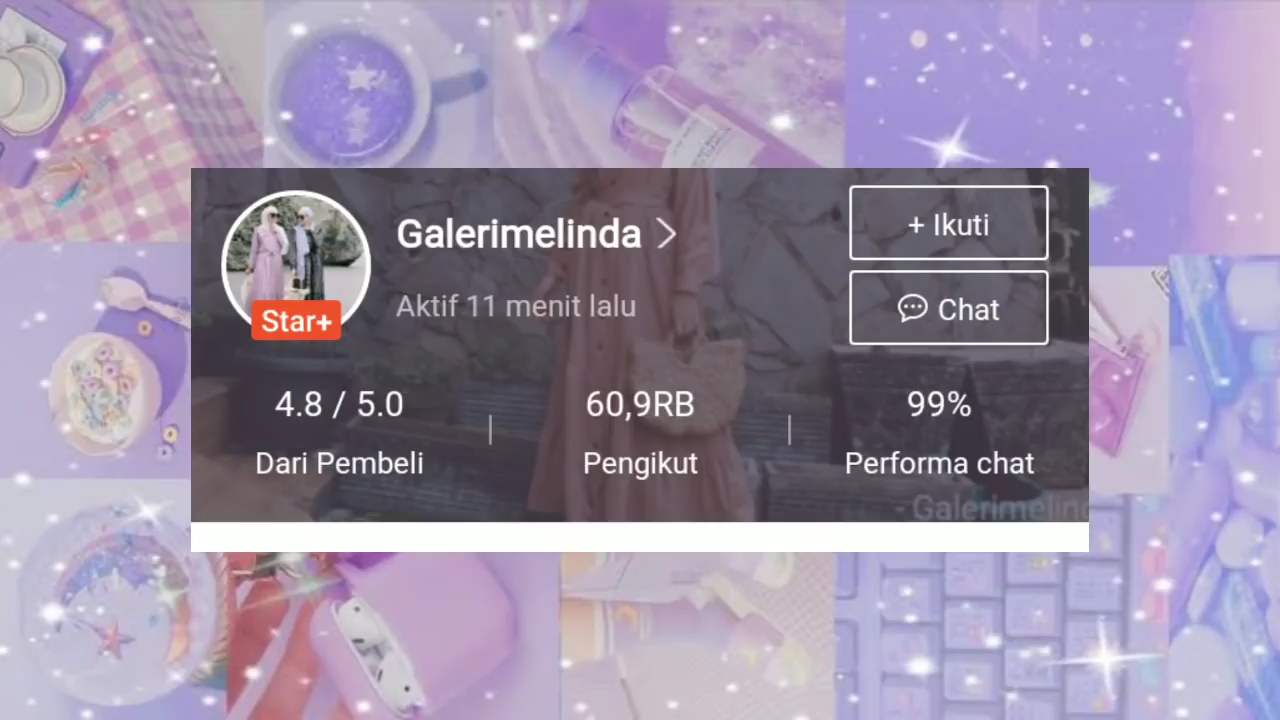 Galerimelinda
+ Ikuti
Aktif 11 menit lalu
Chat
Star+
4.8 / 5.0
60,9RB
99%
Dari Pembeli
Pengikut
Performa chat
- Galerimelind